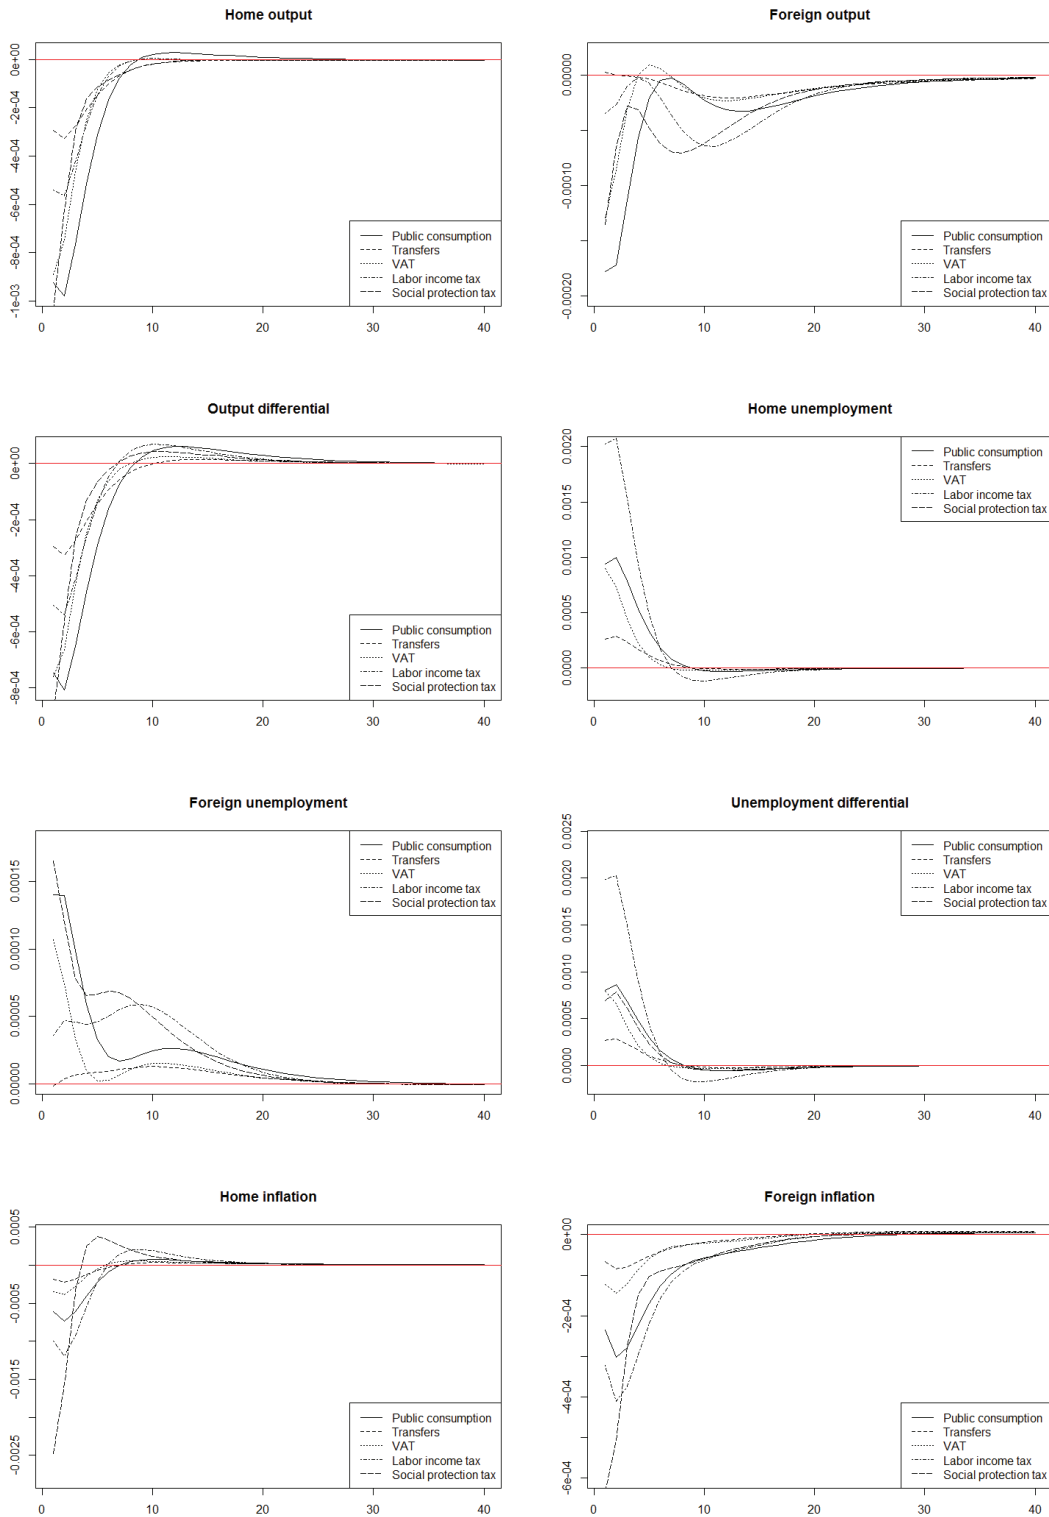 Home output
0e+00
-2e-04
-4e-04
-6e-04
-8e-04
-1e-03
Public consumption
Transfers
VAT
Labor income tax
Social protection tax
0 10 20 30 40
Foreign output
0.00000
-0.00010
-0.00020
Public consumption
Transfers
VAT
Labor income tax
Social protection tax
0 10 20 30 40
Output differential
0e+00
-2e-04
-4e-04
-6e-04
-8e-04
Public consumption
Transfers
VAT
Labor income tax
Social protection tax
0 10 20 30 40
Home unemployment
0.0020
0.0015
0.0010
0.0005
0.0000
Public consumption
Transfers
VAT
Labor income tax
Social protection tax
0 10 20 30 40
Foreign unemployment
0.00015
0.00010
0.00005
0.00000
Public consumption
Transfers
VAT
Labor income tax
Social protection tax
0 10 20 30 40
Unemployment differential
0.0025
0.0020
0.0015
0.0010
0.0005
0.0000
Public consumption
Transfers
VAT
Labor income tax
Social protection tax
0 10 20 30 40
Home inflation
0.0005
-0.0005
-0.0015
-0.0025
Public consumption
Transfers
VAT
Labor income tax
Social protection tax
0 10 20 30 40
Foreign inflation
0e+00
-2e-04
-4e-04
-6e-04
Public consumption
Transfers
VAT
Labor income tax
Social protection tax
0 10 20 30 40